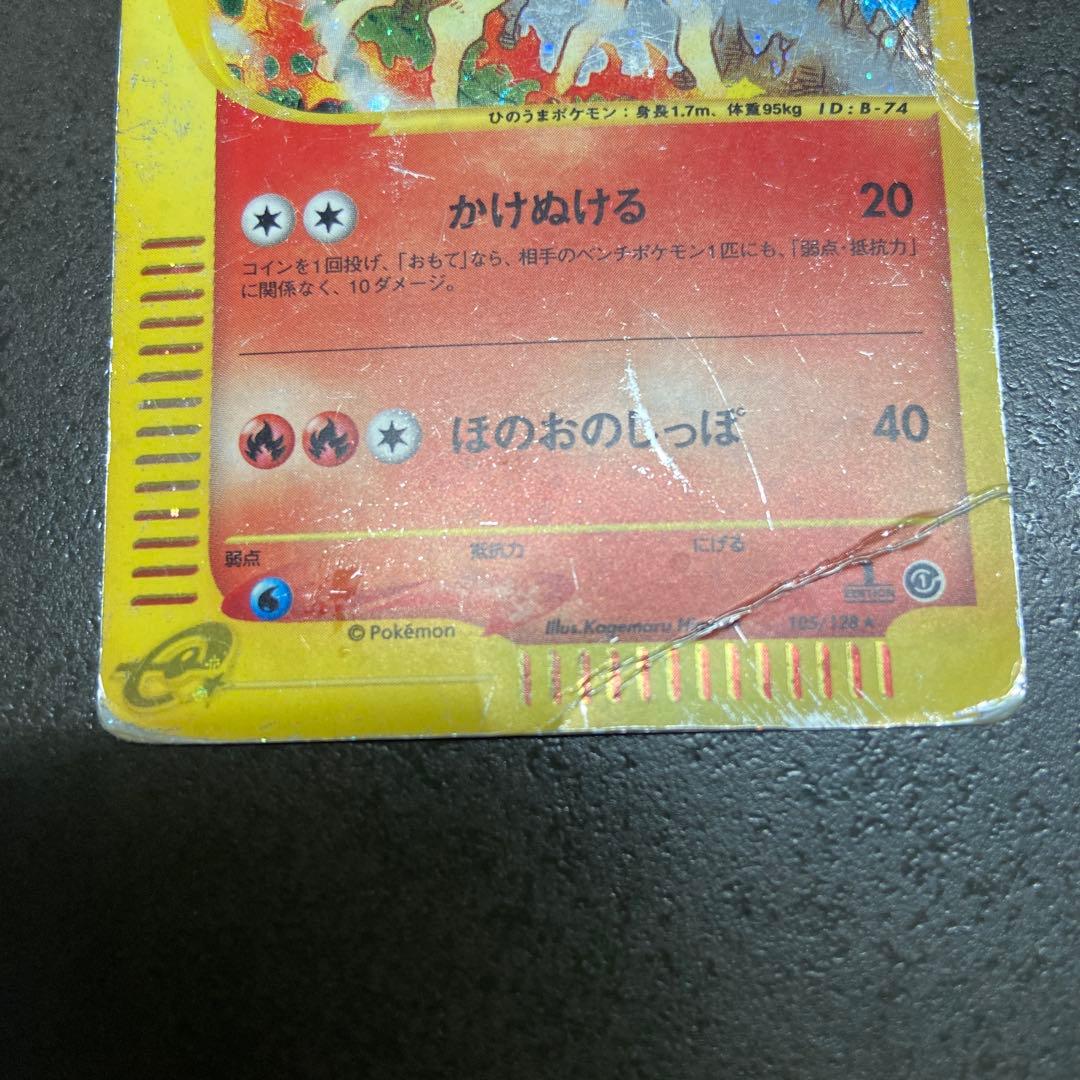 ひのうまポケモン：身長1.7m、体重95kg ID:B-74
かけぬける 20
コインを1回投げ、「おもて」なら、相手のベンチポケモン1匹にも、「弱点・抵抗力」
に関係なく、10ダメージ。
ほのおのしっぽ 40
弱点 抵抗力 にげる
1
EDITION
©Pokémon Illus.Kagemaru 105/128 ★
e